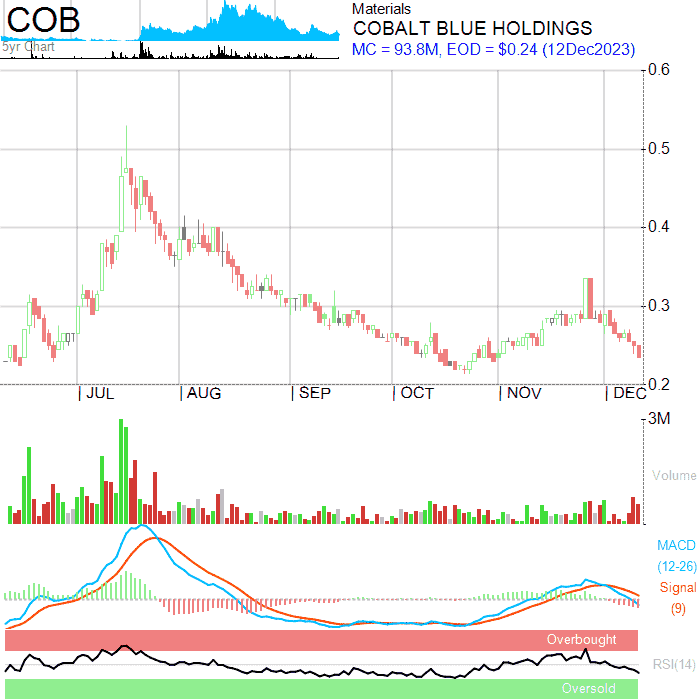 COB
5yr Chart
Materials
COBALT BLUE HOLDINGS
MC = 93.8M, EOD = $0.24 (12Dec2023)
0.6
0.5
0.4
0.3
0.2
JUL AUG SEP OCT NOV DEC
3M
Volume
MACD
(12-26)
Signal
(9)
Overbought
RSI(14)
Oversold